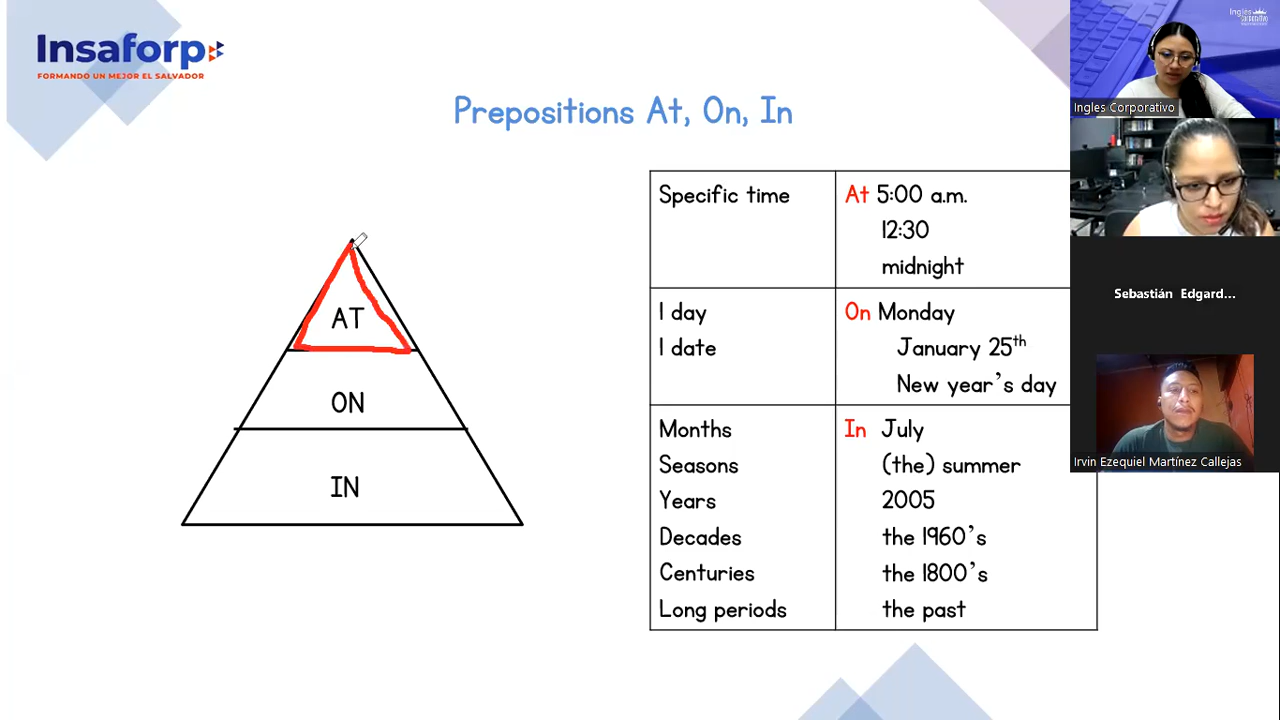 Insaforp
FORMANDO UN MEJOR EL SALVADOR
Prepositions At, On, In
AT
ON
IN
Specific time
At 5:00 a.m.
12:30
midnight
1 day
1 date
On Monday
January 25th
New year's day
Months
Seasons
Years
Decades
Centuries
Long periods
In July
(the) summer
2005
the 1960's
the 1800's
the past
Ingles Corporativo
Ingles Corporativo
Sebastián Edgard...
Irvin Ezequiel Martínez Callejas